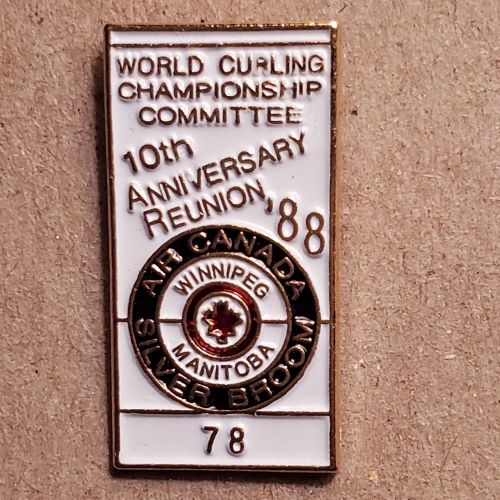 WORLD CURLING
CHAMPIONSHIP
COMMITTEE
10th
ANNIVERSARY
REUNION, '88
AIR CANADA
WINNIPEG
MANITOBA
SILVER BROOM
78